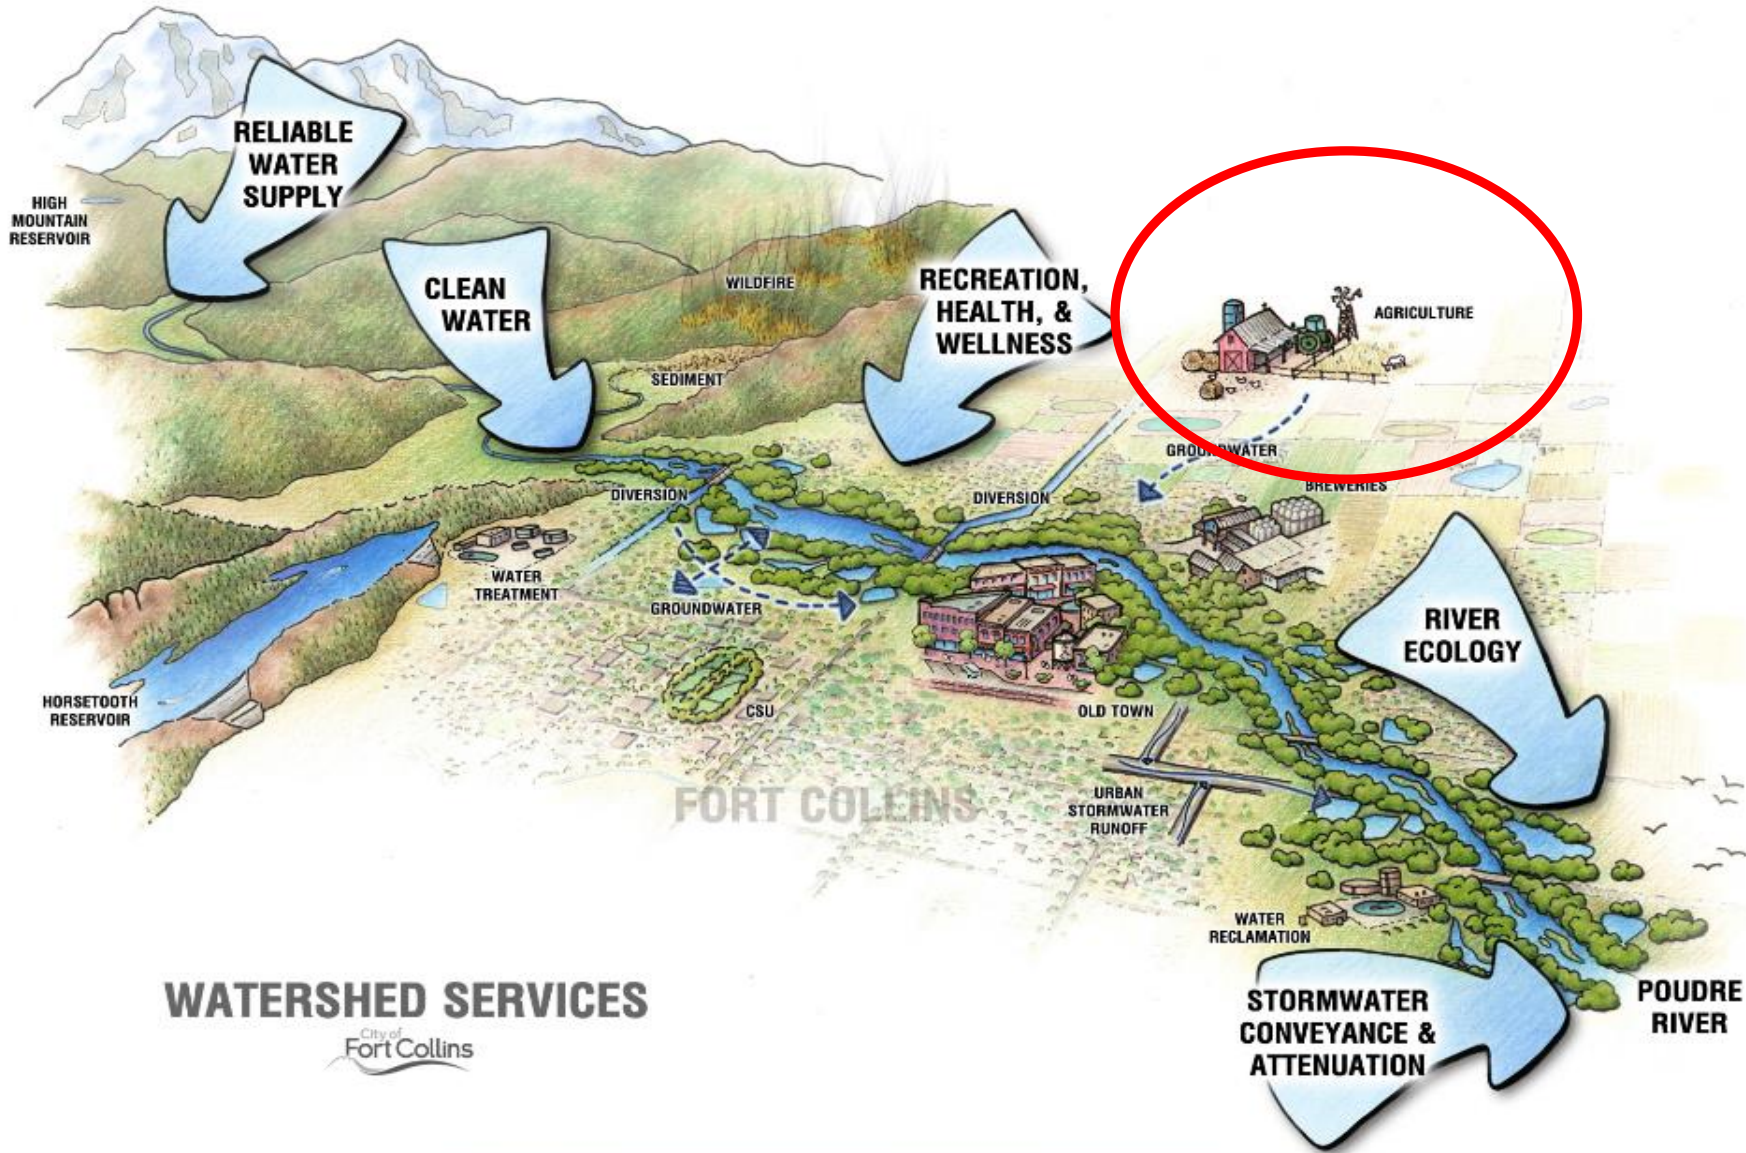 RELIABLE
WATER
SUPPLY
HIGH
MOUNTAIN
RESERVOIR
CLEAN
WATER
WILDFIRE
RECREATION,
HEALTH, &
WELLNESS
AGRICULTURE
SEDIMENT
GROUNDWATER
DIVERSION
DIVERSION
BREWERIES
WATER
TREATMENT
GROUNDWATER
RIVER
ECOLOGY
HORSETOOTH
RESERVOIR
CSU
OLD TOWN
FORT COLLINS
URBAN
STORMWATER
RUNOFF
WATER
RECLAMATION
WATERSHED SERVICES
City of
Fort Collins
STORMWATER
CONVEYANCE &
ATTENUATION
POUDRE
RIVER